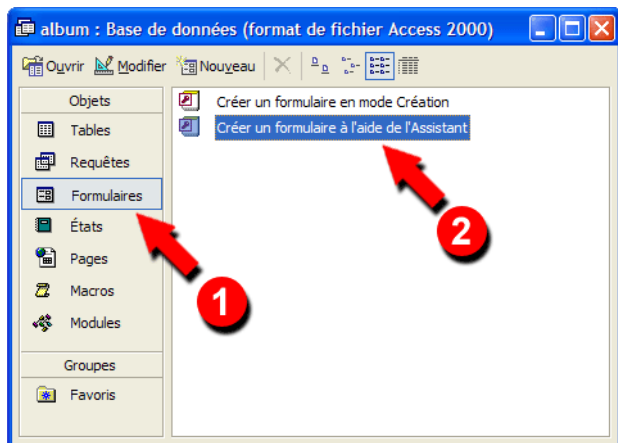 album : Base de données (format de fichier Access 2000)
Ouvrir Modifier Nouveau
Objets
Tables
Requêtes
Formulaires
États
Pages
Macros
Modules
Groupes
Favoris
Créer un formulaire en mode Création
Créer un formulaire à l'aide de l'Assistant
1
2